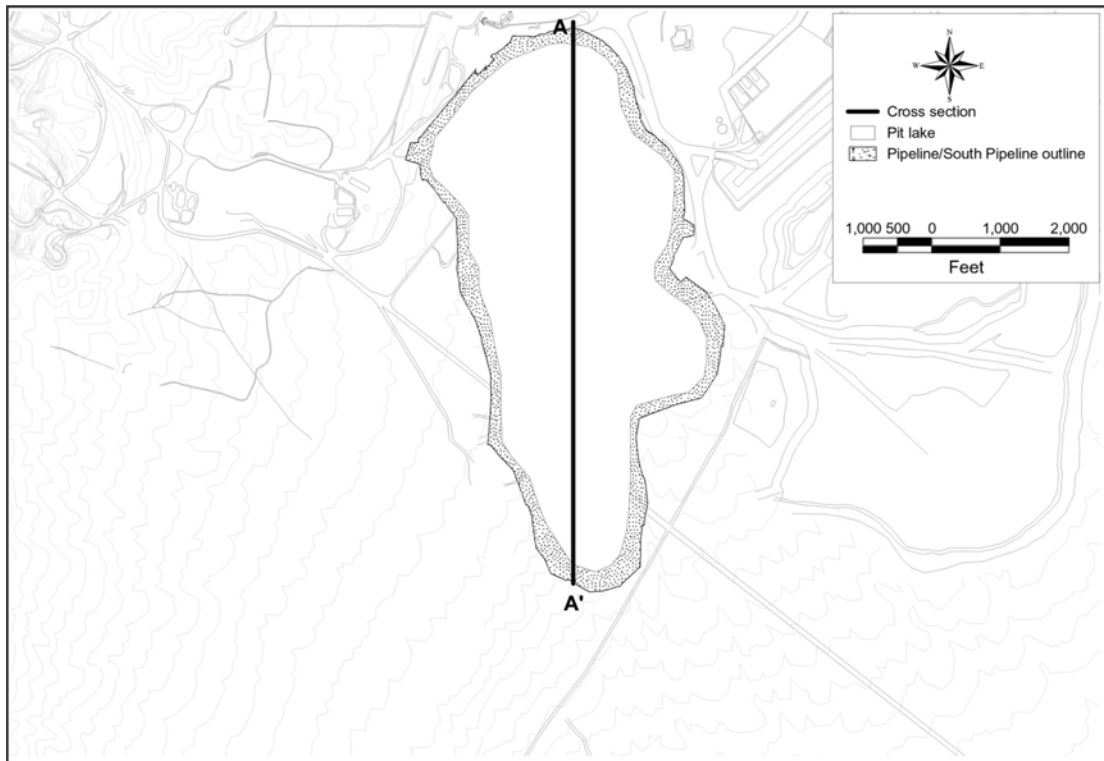 A
N
W E
S
Cross section
Pit lake
Pipeline/South Pipeline outline
1,000 500 0 1,000 2,000
Feet
A'